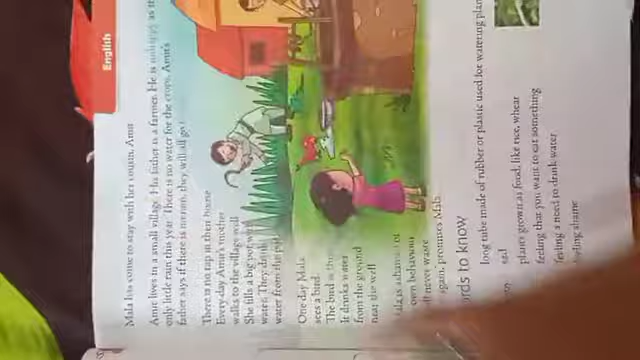 English
Mala has come to stay with her cousin, Amit
Amit lives in a small village. His father is a farmer. He is unhappy as
only little rain this year. There is no water for the crops. Amit's
father says if there is no rain, they will all go
There is no tap in their house
Every day Amit's mother
walks to the village well
She fills a big pot with
water. They drink
water from the pot
One day Mala
sees a bird.
The bird is
It drinks water
from the ground
near the well
Mala is ashamed of
own behaviour
never waste
again, promises Mala
to know
long tube made of rubber or plastic used for watering
sad
plants grown as food, like rice, wheat
feeling that you want to eat something
feeling a need to drink water
feeling shame